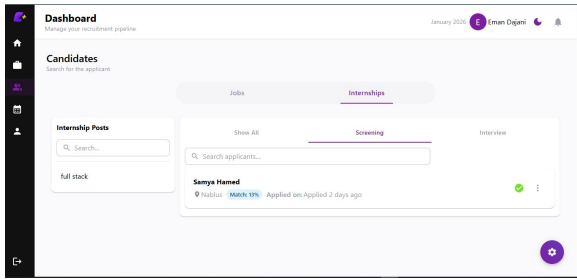 Dashboard
Manage your recruitment pipeline
January 2026
E
Eman Dajani
Candidates
Search for the applicant
Jobs
Internships
Internship Posts
Search...
full stack
Show All
Screening
Interview
Search applicants...
Samya Hamed
Nablus Match: 13% Applied on: Applied 2 days ago